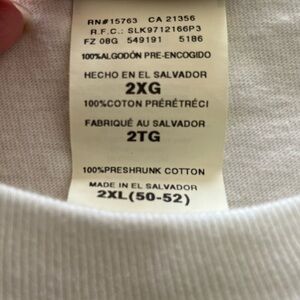 RN#15763 CA 21356
R.F.C.: SLK9712166P3
FZ 08G 549191 5186
100%ALGODÓN PRE-ENCOGIDO
HECHO EN EL SALVADOR
2XG
100%COTON PRÉRÉTRÉCI
FABRIQUÉ AU SALVADOR
2TG
100%PRESHRUNK COTTON
MADE IN EL SALVADOR
2XL(50-52)